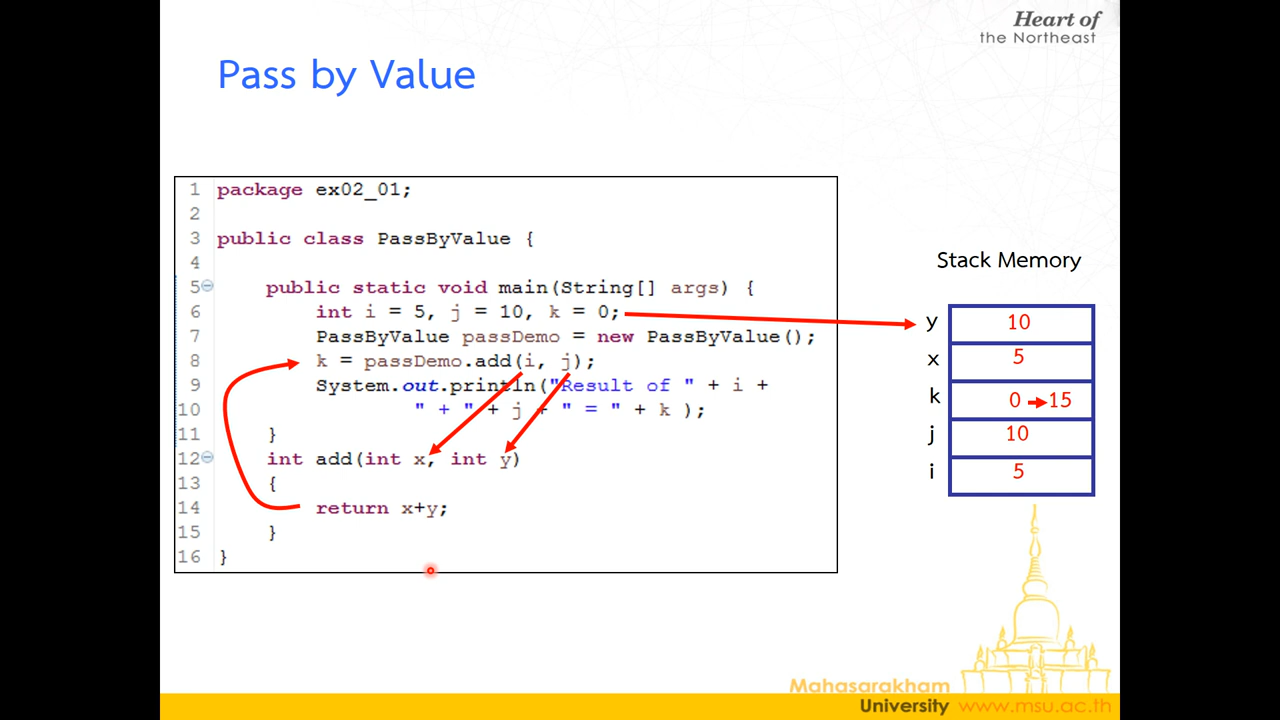 Heart of
the Northeast
Pass by Value
1 package ex02_01;
2
3 public class PassByValue {
4
5 public static void main(String[] args) {
6 int i = 5, j = 10, k = 0;
7 PassByValue passDemo = new PassByValue();
8 k = passDemo.add(i, j);
9 System.out.println("Result of " + i +
10 " + "+ j + " = " + k );
11 }
12 int add(int x, int y)
13 {
14 return x+y;
15 }
16 }
Stack Memory
y 10
x 5
k 0 15
j 10
i 5
Mahasarakham
University www.msu.ac.th